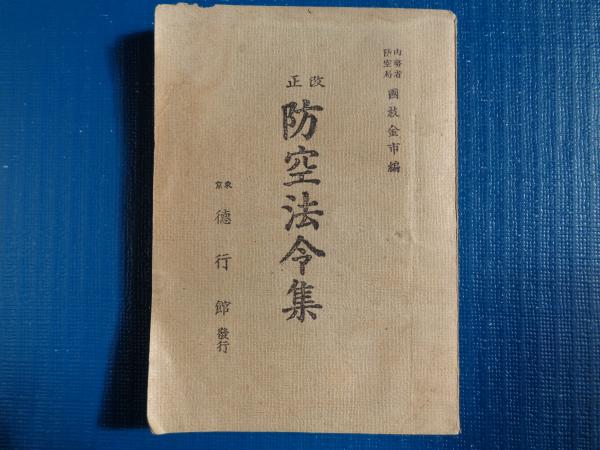 内務省
防空局
國枝金市編
改正
防空法令集
東京
德行館發行